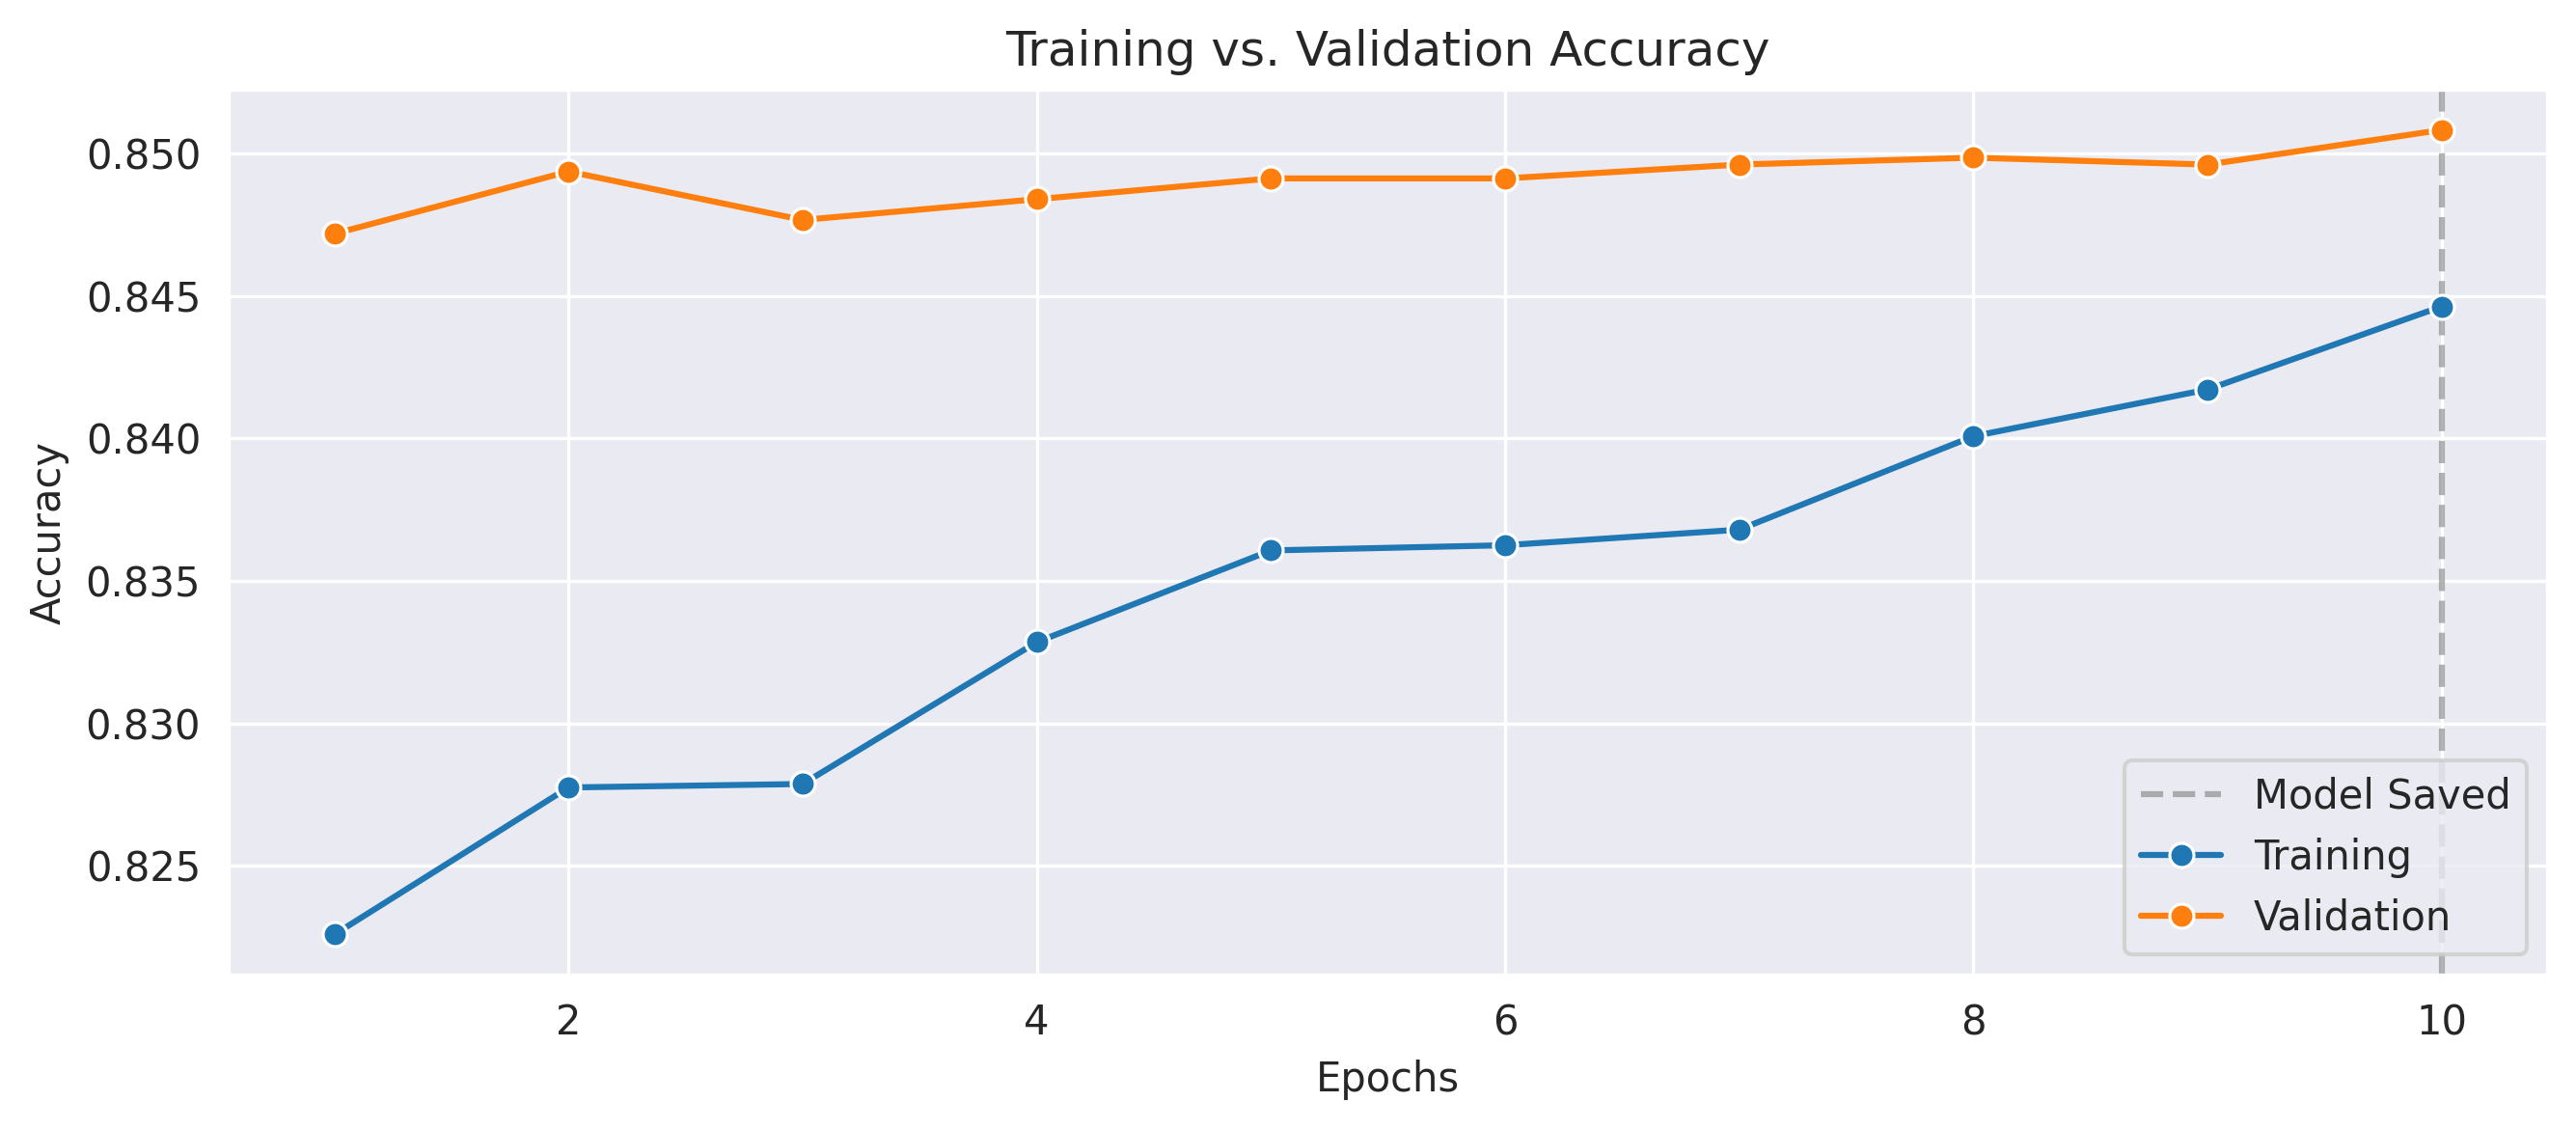 Training vs. Validation Accuracy
0.850
0.845
0.840
0.835
0.830
0.825
Accuracy
Model Saved
Training
Validation
2 4 6 8 10
Epochs